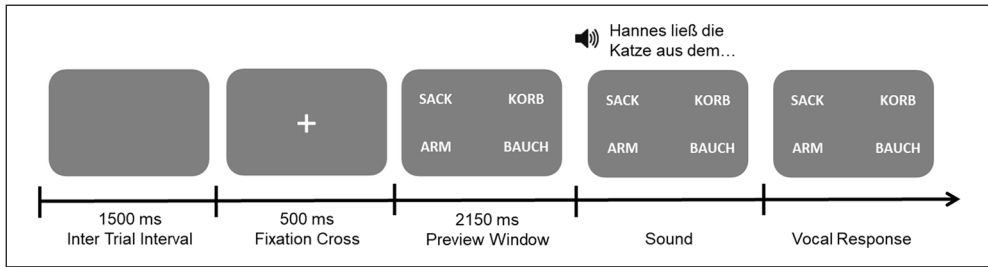 Hannes ließ die
Katze aus dem…
SACK KORB
ARM BAUCH
SACK KORB
ARM BAUCH
SACK KORB
ARM BAUCH
1500 ms
Inter Trial Interval
500 ms
Fixation Cross
2150 ms
Preview Window
Sound
Vocal Response